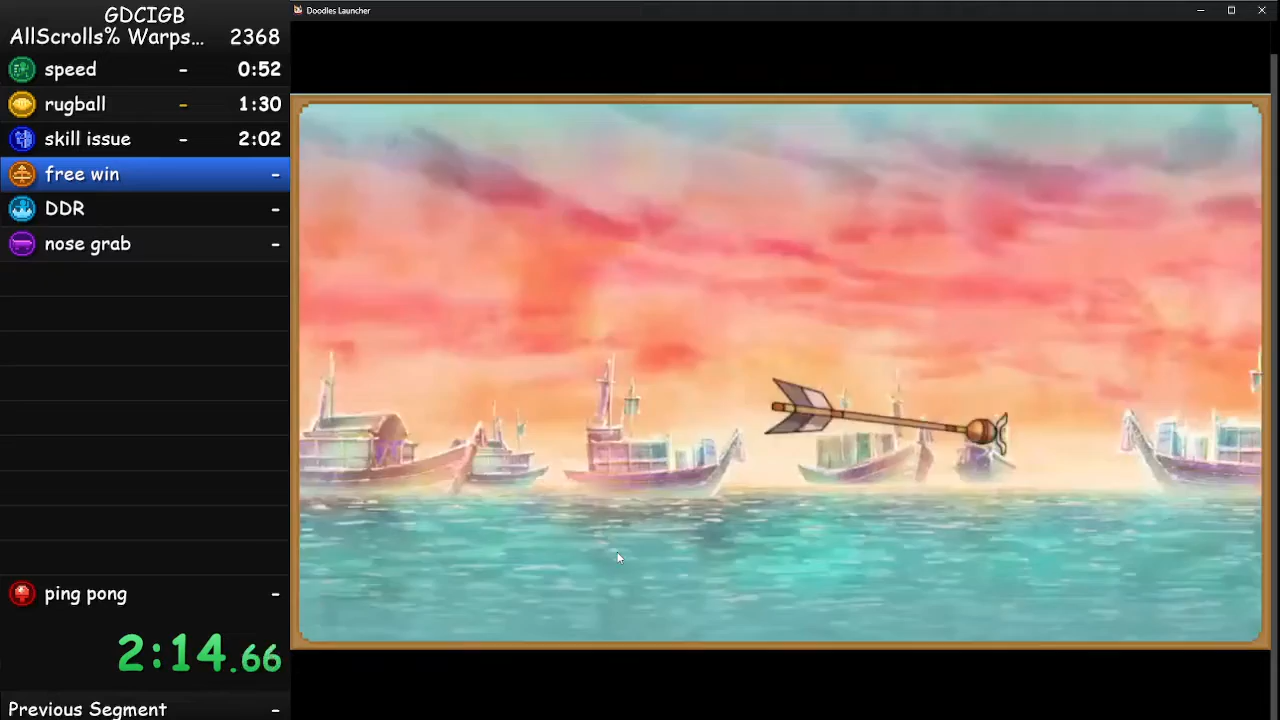 GDCIGB
AllScrolls% Warps... 2368
speed - 0:52
rugball - 1:30
skill issue - 2:02
free win -
DDR -
nose grab -
ping pong -
2:14.66
Previous Segment -
Doodles Launcher